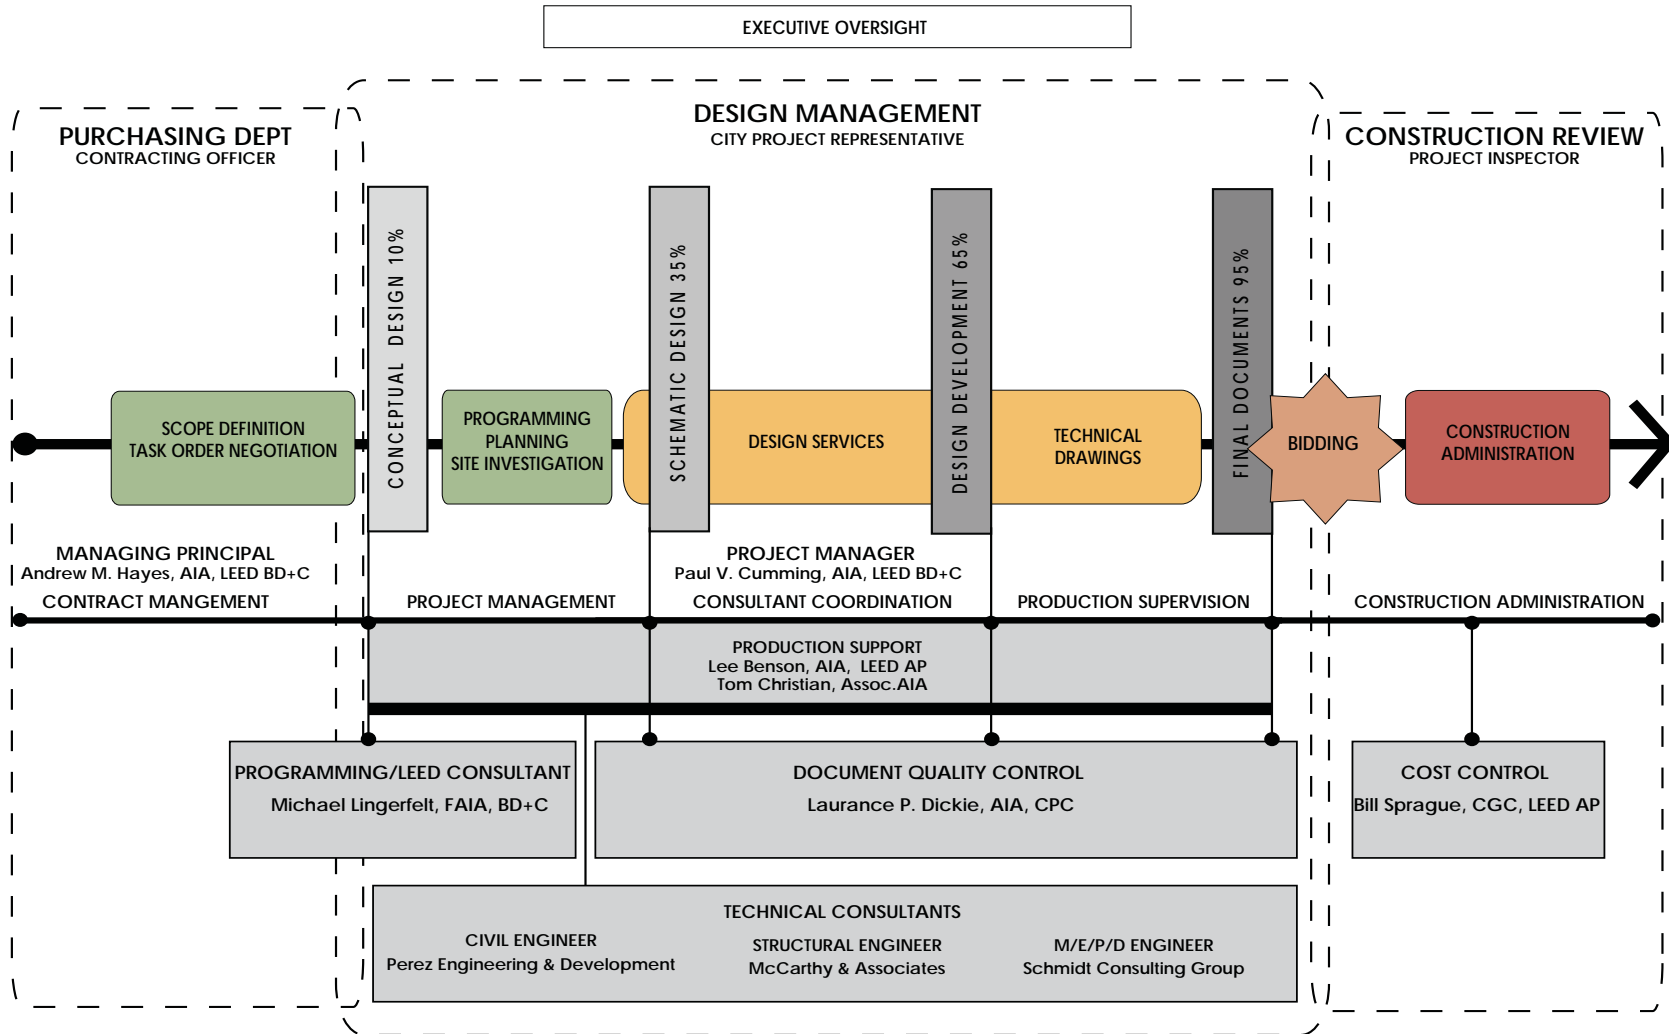 EXECUTIVE OVERSIGHT
PURCHASING DEPT
CONTRACTING OFFICER
DESIGN MANAGEMENT
CITY PROJECT REPRESENTATIVE
CONSTRUCTION REVIEW
PROJECT INSPECTOR
SCOPE DEFINITION
TASK ORDER NEGOTIATION
CONCEPTUAL DESIGN 10%
PROGRAMMING
PLANNING
SITE INVESTIGATION
SCHEMATIC DESIGN 35%
DESIGN SERVICES
DESIGN DEVELOPMENT 65%
TECHNICAL
DRAWINGS
FINAL DOCUMENTS 95%
BIDDING
CONSTRUCTION
ADMINISTRATION
MANAGING PRINCIPAL
Andrew M. Hayes, AIA, LEED BD+C
PROJECT MANAGER
Paul V. Cumming, AIA, LEED BD+C
CONTRACT MANGEMENT
PROJECT MANAGEMENT
CONSULTANT COORDINATION
PRODUCTION SUPERVISION
CONSTRUCTION ADMINISTRATION
PRODUCTION SUPPORT
Lee Benson, AIA, LEED AP
Tom Christian, Assoc.AIA
PROGRAMMING/LEED CONSULTANT
Michael Lingerfelt, FAIA, BD+C
DOCUMENT QUALITY CONTROL
Laurance P. Dickie, AIA, CPC
COST CONTROL
Bill Sprague, CGC, LEED AP
TECHNICAL CONSULTANTS
CIVIL ENGINEER
Perez Engineering & Development
STRUCTURAL ENGINEER
McCarthy & Associates
M/E/P/D ENGINEER
Schmidt Consulting Group